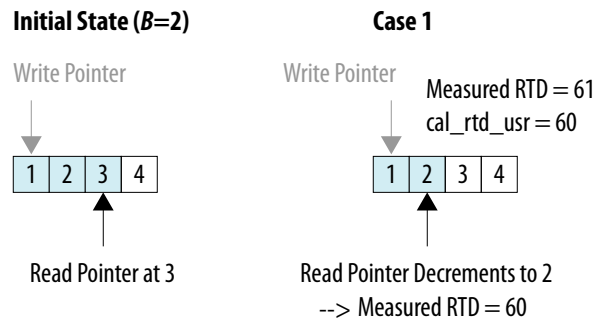 Initial State (B=2)
Write Pointer
1 2 3 4
Read Pointer at 3
Case 1
Write Pointer
Measured RTD = 61
cal_rtd_usr = 60
1 2 3 4
Read Pointer Decrements to 2
--> Measured RTD = 60